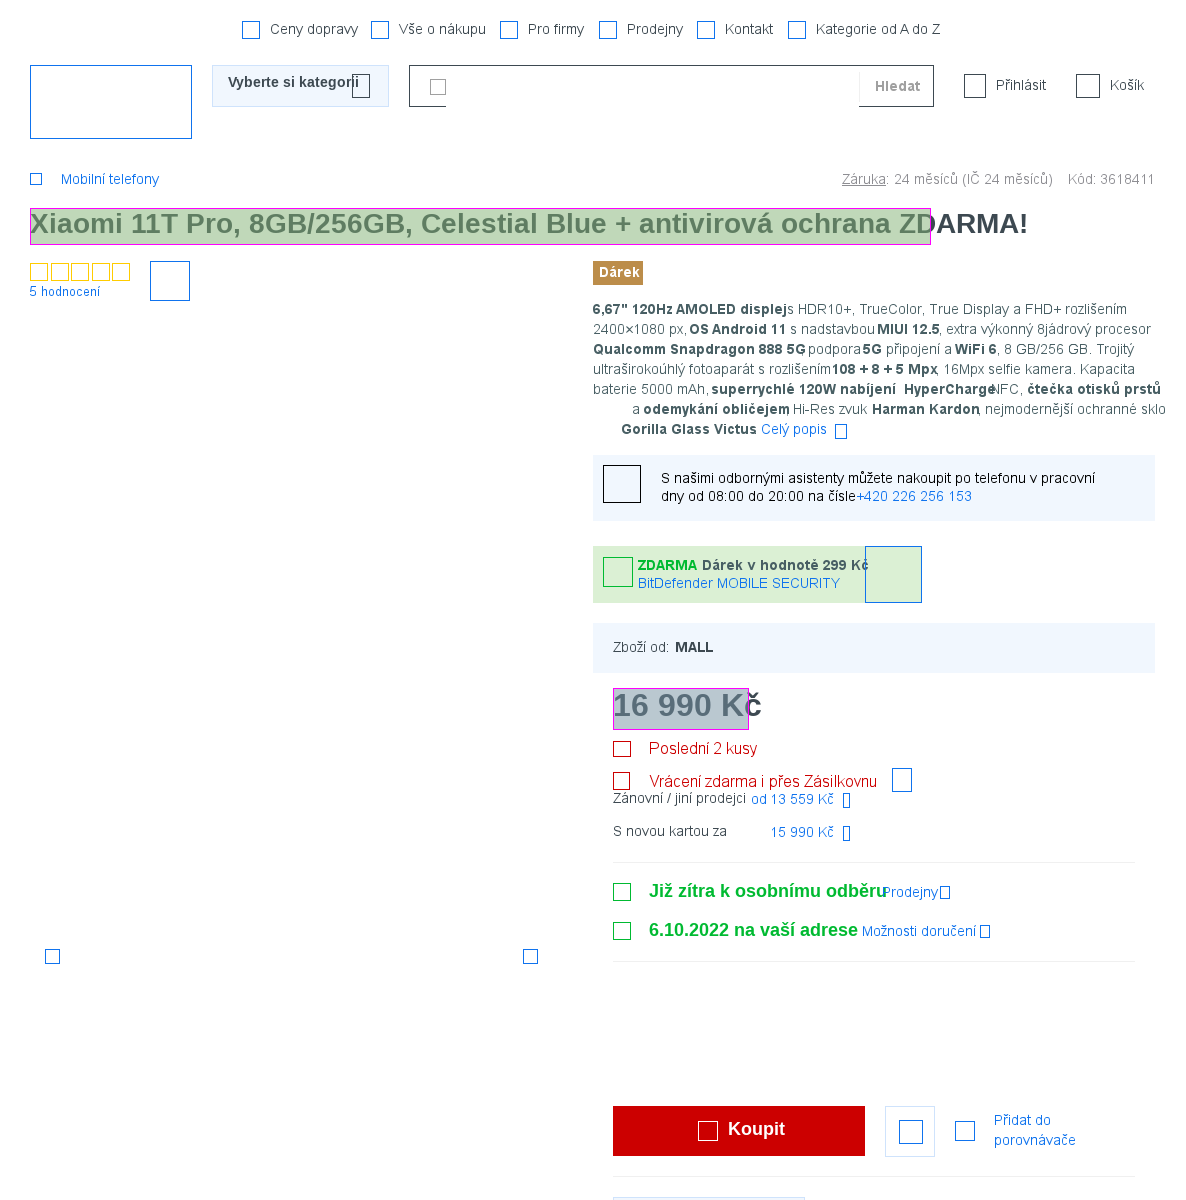 Ceny dopravy Vše o nákupu Pro firmy Prodejny Kontakt Kategorie od A do Z
Vyberte si kategorii Hledat Přihlásit Košík
Mobilní telefony Záruka: 24 měsíců (IČ 24 měsíců) Kód: 3618411
Xiaomi 11T Pro, 8GB/256GB, Celestial Blue + antivirová ochrana ZDARMA!
5 hodnocení
Dárek
6,67" 120Hz AMOLED displej s HDR10+, TrueColor, True Display a FHD+ rozlišením
2400×1080 px, OS Android 11 s nadstavbou MIUI 12.5, extra výkonný 8jádrový procesor
Qualcomm Snapdragon 888 5G podpora 5G připojení a WiFi 6, 8 GB/256 GB. Trojitý
ultraširokoúhlý fotoaparát s rozlišením 108 + 8 + 5 Mpx, 16Mpx selfie kamera. Kapacita
baterie 5000 mAh, superrychlé 120W nabíjení HyperCharge NFC, čtečka otisků prstů
a odemykání obličejem, Hi-Res zvuk Harman Kardon, nejmodernější ochranné sklo
Gorilla Glass Victus. Celý popis
S našimi odbornými asistenty můžete nakoupit po telefonu v pracovní
dny od 08:00 do 20:00 na čísle +420 226 256 153
ZDARMA Dárek v hodnotě 299 Kč
BitDefender MOBILE SECURITY
Zboží od: MALL
16 990 Kč
Poslední 2 kusy
Vrácení zdarma i přes Zásilkovnu
Zánovní / jiní prodejci od 13 559 Kč
S novou kartou za 15 990 Kč
Již zítra k osobnímu odběru Prodejny
6.10.2022 na vaší adrese Možnosti doručení
Koupit
Přidat do
porovnávače